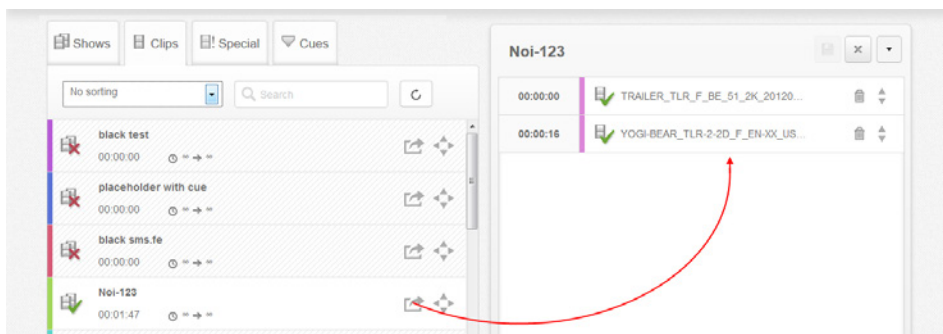 Shows
Clips
Special
Cues
No sorting
Search
black test
00:00:00 ∞ → ∞
placeholder with cue
00:00:00 ∞ → ∞
black sms.fe
00:00:00 ∞ → ∞
Noi-123
00:01:47 ∞ → ∞
Noi-123
00:00:00 TRAILER_TLR_F_BE_51_2K_20120...
00:00:16 YOGI-BEAR_TLR-2-2D_F_EN-XX_US...